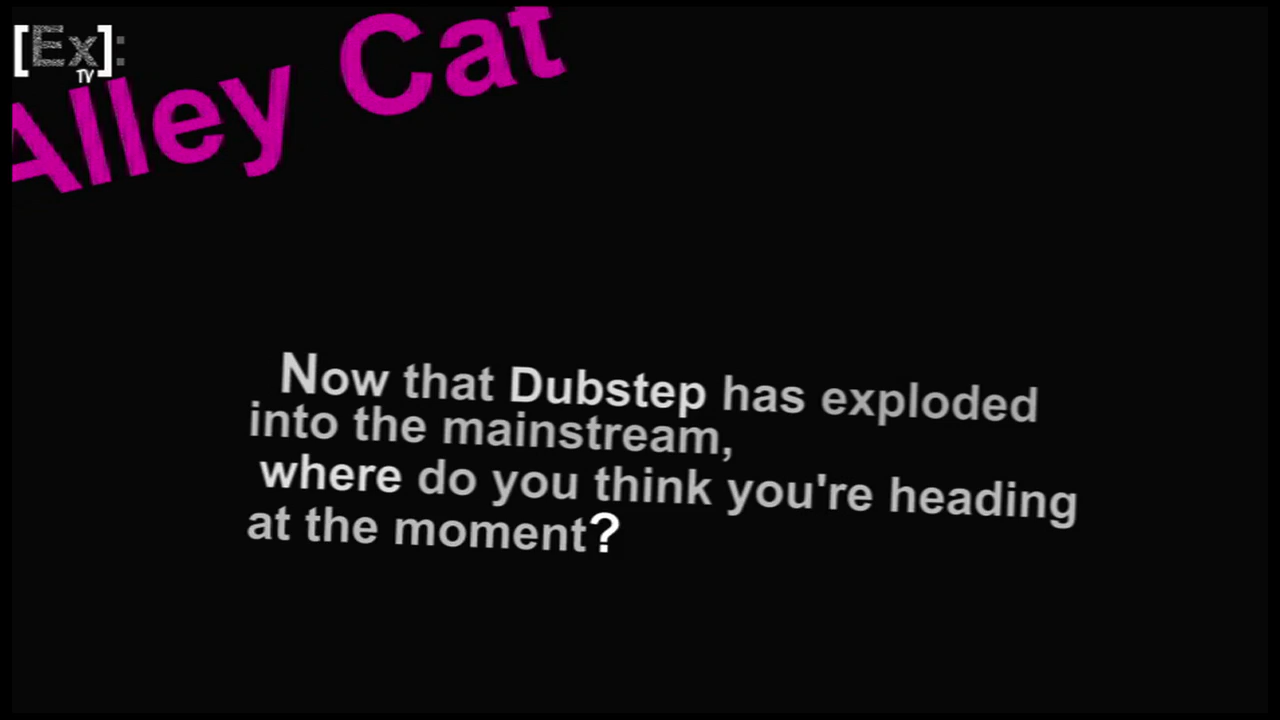 [Ex]:
TV
Alley Cat
Now that Dubstep has exploded
into the mainstream,
where do you think you're heading
at the moment?